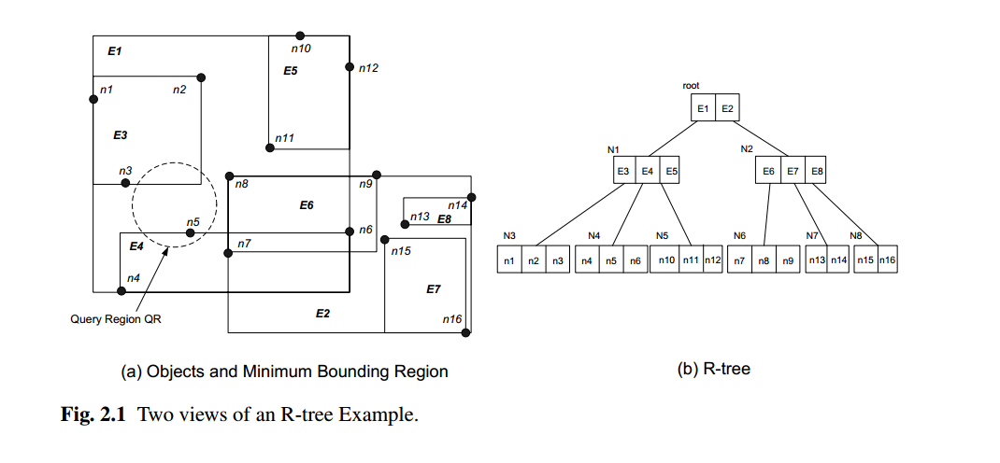 E1
n10
E5
n12
n1
n2
n11
E3
n3
n8
n9
E6
n14
n13 E8
n5
n6
E4
n7
n15
n4
E7
Query Region QR
E2
n16
(a) Objects and Minimum Bounding Region
root
E1 E2
N1
N2
E3 E4 E5
E6 E7 E8
N3
N4
N5
N6
N7
N8
n1 n2 n3
n4 n5 n6
n10 n11 n12
n7 n8 n9
n13 n14
n15 n16
(b) R-tree
Fig. 2.1 Two views of an R-tree Example.